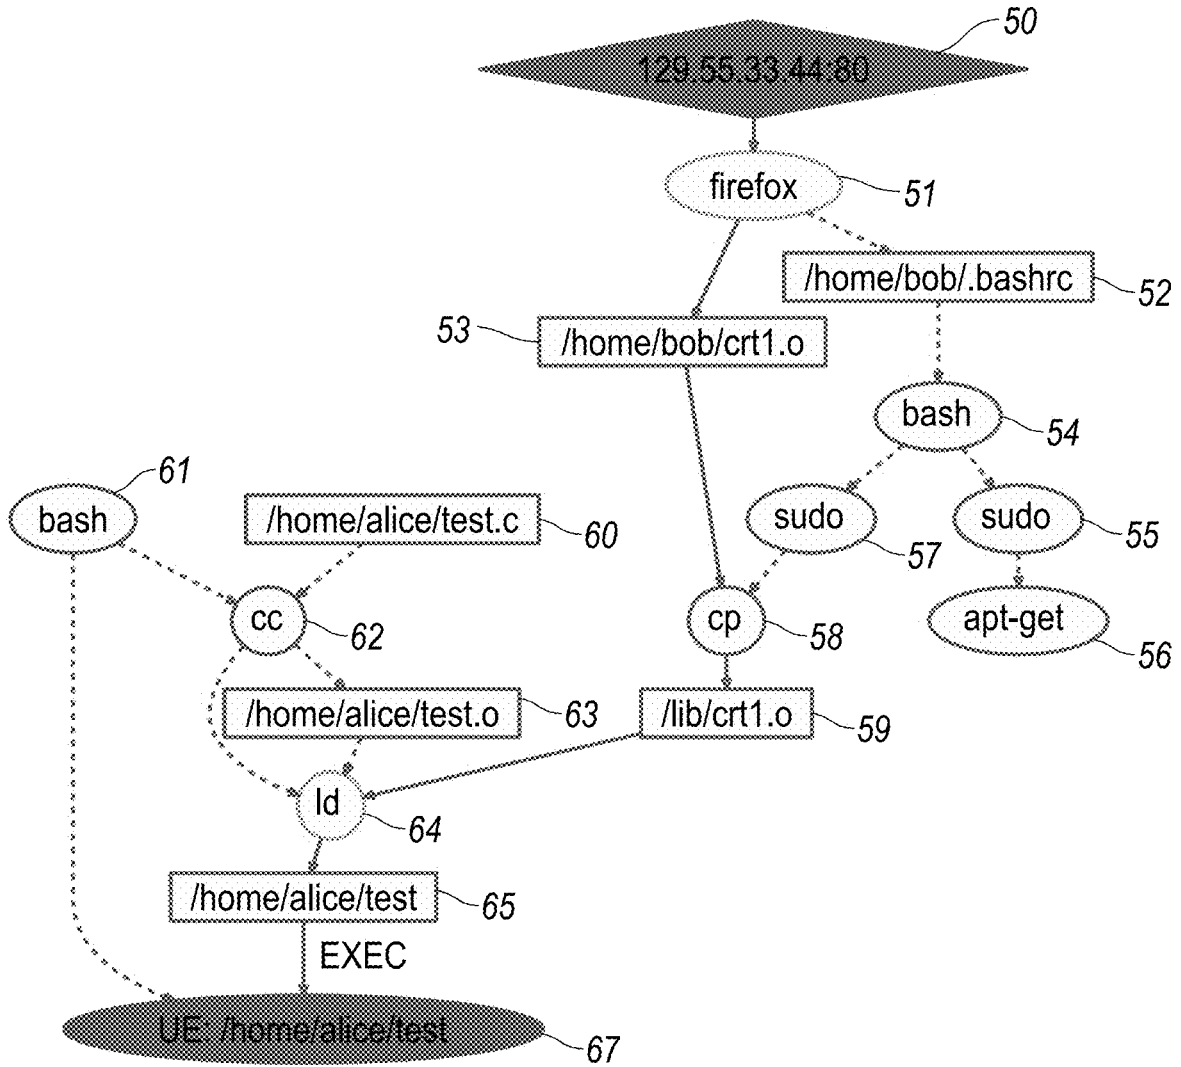 50
129.55.33.44:80
firefox
51
/home/bob/.bashrc
52
53
/home/bob/crt1.o
bash
54
61
bash
/home/alice/test.c
60
sudo
57
sudo
55
cc
62
cp
58
apt-get
56
/home/alice/test.o
63
/lib/crt1.o
59
ld
64
/home/alice/test
65
EXEC
UE: /home/alice/test
67